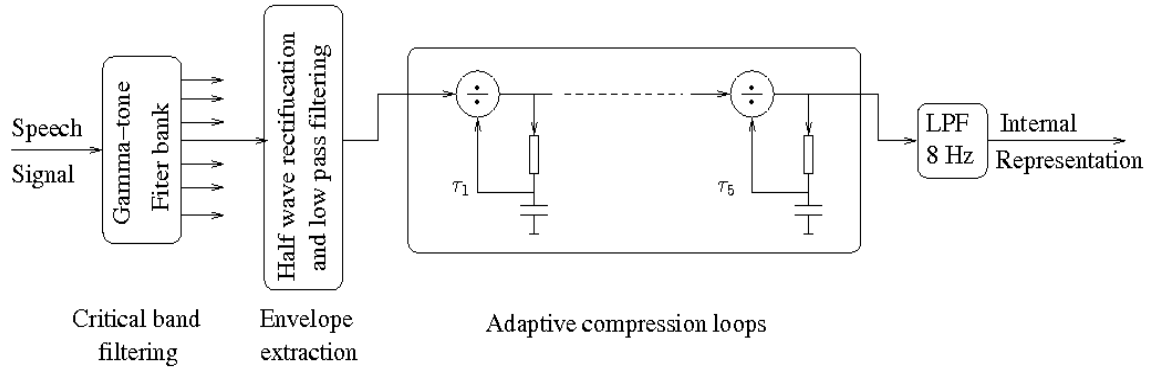 Speech
Signal
Gamma–tone
Fiter bank
Half wave rectifucation
and low pass filtering
÷
τ1
÷
τ5
LPF
8 Hz
Internal
Representation
Critical band
filtering
Envelope
extraction
Adaptive compression loops